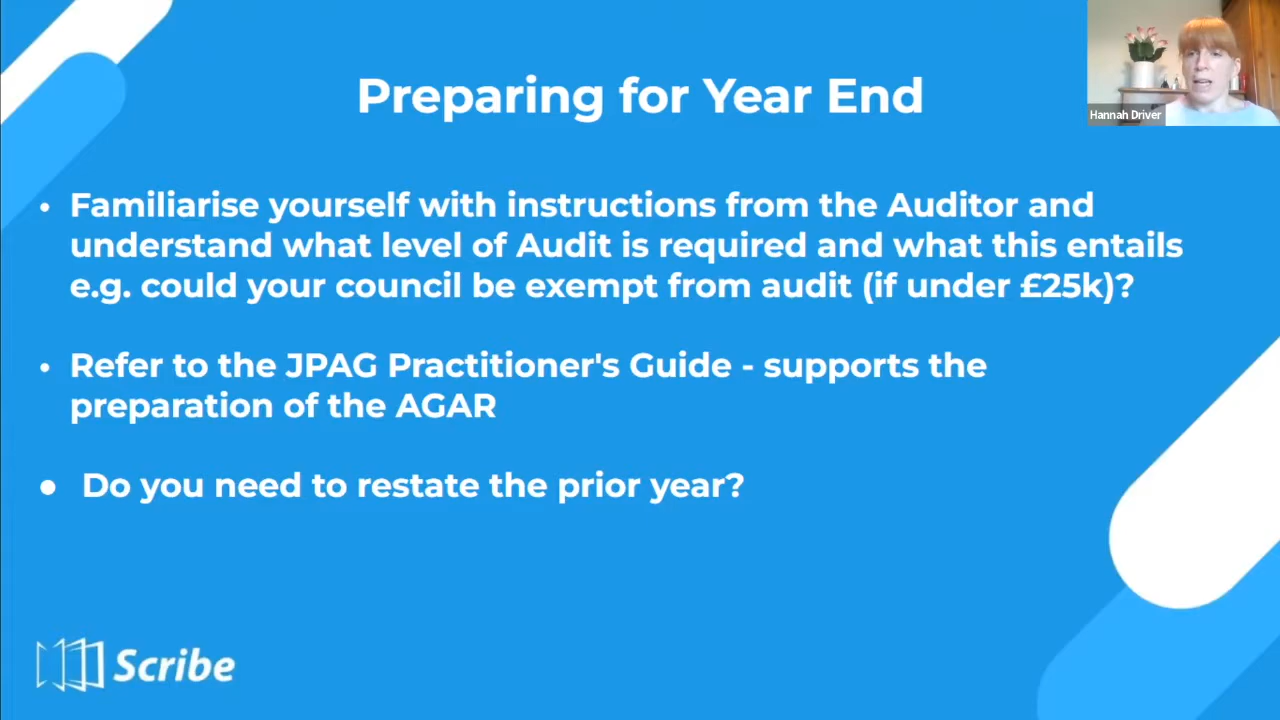 Preparing for Year End
Hannah Driver
• Familiarise yourself with instructions from the Auditor and
understand what level of Audit is required and what this entails
e.g. could your council be exempt from audit (if under £25k)?
• Refer to the JPAG Practitioner's Guide - supports the
preparation of the AGAR
• Do you need to restate the prior year?
Scribe